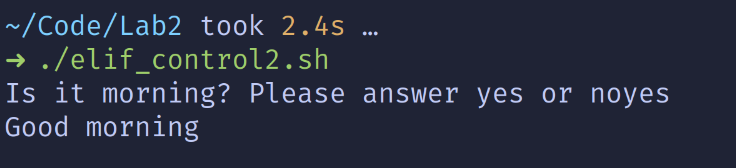 ~/Code/Lab2 took 2.4s …
➜ ./elif_control2.sh
Is it morning? Please answer yes or noyes
Good morning